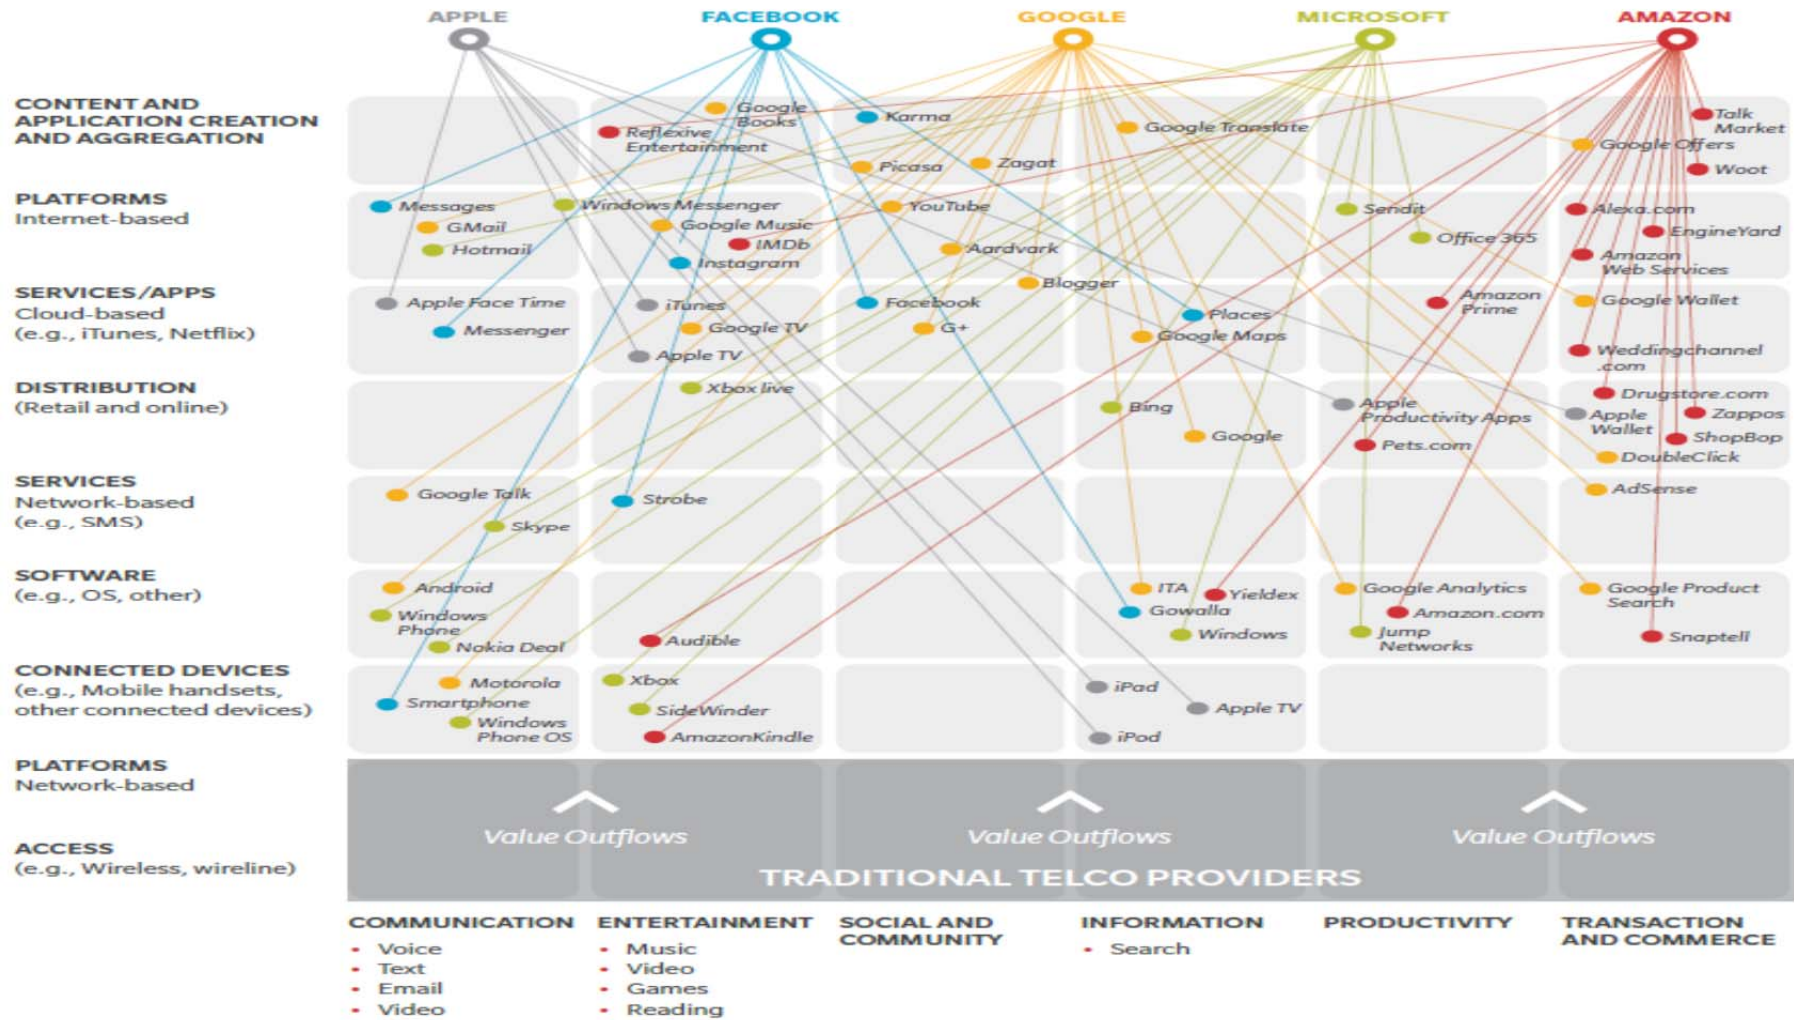 APPLE
FACEBOOK
GOOGLE
MICROSOFT
AMAZON
CONTENT AND
APPLICATION CREATION
AND AGGREGATION
Google
Books
Reflexive
Entertainment
Karma
Picasa
Zagat
Google Translate
Talk
Market
Google Offers
Woot
PLATFORMS
Internet-based
Messages
GMail
Hotmail
Windows Messenger
Google Music
IMDb
Instagram
YouTube
Aardvark
Blogger
Sendit
Office 365
Alexa.com
EngineYard
Amazon
Web Services
SERVICES/APPS
Cloud-based
(e.g., iTunes, Netflix)
Apple Face Time
Messenger
iTunes
Google TV
Apple TV
Facebook
G+
Places
Google Maps
Amazon
Prime
Google Wallet
Weddingchannel
.com
DISTRIBUTION
(Retail and online)
Xbox live
Bing
Google
Apple
Productivity Apps
Pets.com
Drugstore.com
Apple
Wallet
Zappos
ShopBop
DoubleClick
SERVICES
Network-based
(e.g., SMS)
Google Talk
Skype
Strobe
AdSense
SOFTWARE
(e.g., OS, other)
Android
Windows
Phone
Nokia Deal
Audible
ITA
Yieldex
Gowalla
Windows
Google Analytics
Amazon.com
Jump
Networks
Google Product
Search
Snaptell
CONNECTED DEVICES
(e.g., Mobile handsets,
other connected devices)
Motorola
Smartphone
Windows
Phone OS
Xbox
SideWinder
AmazonKindle
iPad
Apple TV
iPod
PLATFORMS
Network-based
ACCESS
(e.g., Wireless, wireline)
Value Outflows
Value Outflows
Value Outflows
TRADITIONAL TELCO PROVIDERS
COMMUNICATION
• Voice
• Text
• Email
• Video
ENTERTAINMENT
• Music
• Video
• Games
• Reading
SOCIAL AND
COMMUNITY
INFORMATION
• Search
PRODUCTIVITY
TRANSACTION
AND COMMERCE